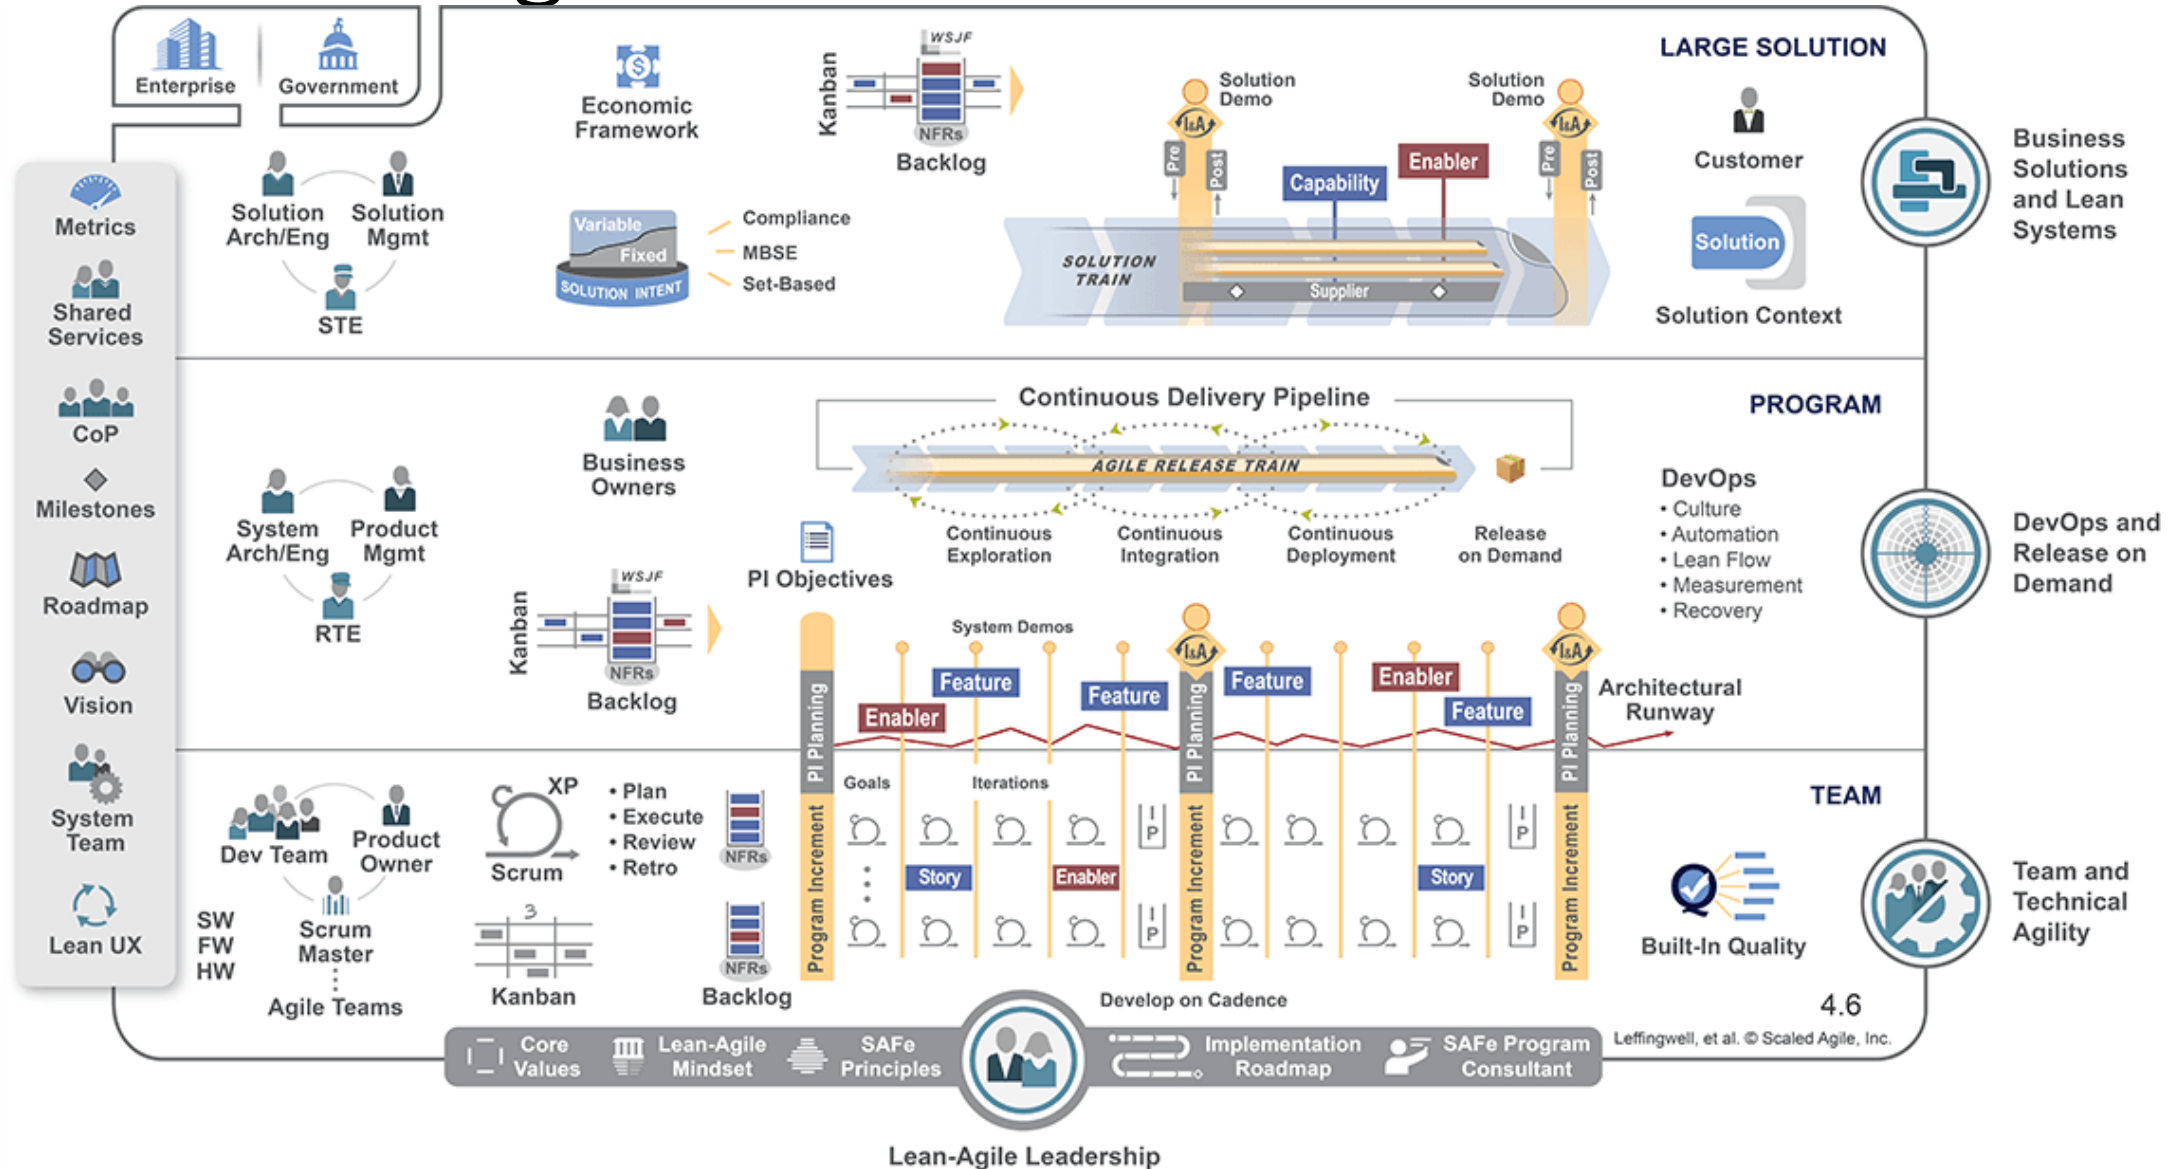 Enterprise
Government
Metrics
Shared
Services
CoP
Milestones
Roadmap
Vision
System
Team
Lean UX
LARGE SOLUTION
Solution
Arch/Eng
Solution
Mgmt
STE
Economic
Framework
Variable
Fixed
SOLUTION INTENT
Compliance
MBSE
Set-Based
Kanban
WSJF
NFRs
Backlog
Solution
Demo
I&A
Pre
Post
Capability
Enabler
Solution
Demo
I&A
Pre
Post
SOLUTION
TRAIN
Supplier
Customer
Solution
Solution Context
Business
Solutions
and Lean
Systems
PROGRAM
System
Arch/Eng
Product
Mgmt
RTE
Business
Owners
Kanban
WSJF
NFRs
Backlog
Continuous Delivery Pipeline
AGILE RELEASE TRAIN
Continuous
Exploration
Continuous
Integration
Continuous
Deployment
Release
on Demand
PI Objectives
System Demos
Enabler
Feature
Feature
I&A
Feature
Enabler
Feature
I&A
PI Planning
PI Planning
PI Planning
Architectural
Runway
DevOps
• Culture
• Automation
• Lean Flow
• Measurement
• Recovery
DevOps and
Release on
Demand
TEAM
Dev Team
Product
Owner
Scrum
Master
Agile Teams
SW
FW
HW
XP
Scrum
3
Kanban
• Plan
• Execute
• Review
• Retro
NFRs
NFRs
Backlog
Program Increment
Goals
Iterations
Story
Enabler
I
P
I
P
Program Increment
Story
I
P
I
P
Program Increment
Develop on Cadence
Built-In Quality
Team and
Technical
Agility
4.6
Leffingwell, et al. © Scaled Agile, Inc.
Core
Values
Lean-Agile
Mindset
SAFe
Principles
Implementation
Roadmap
SAFe Program
Consultant
Lean-Agile Leadership